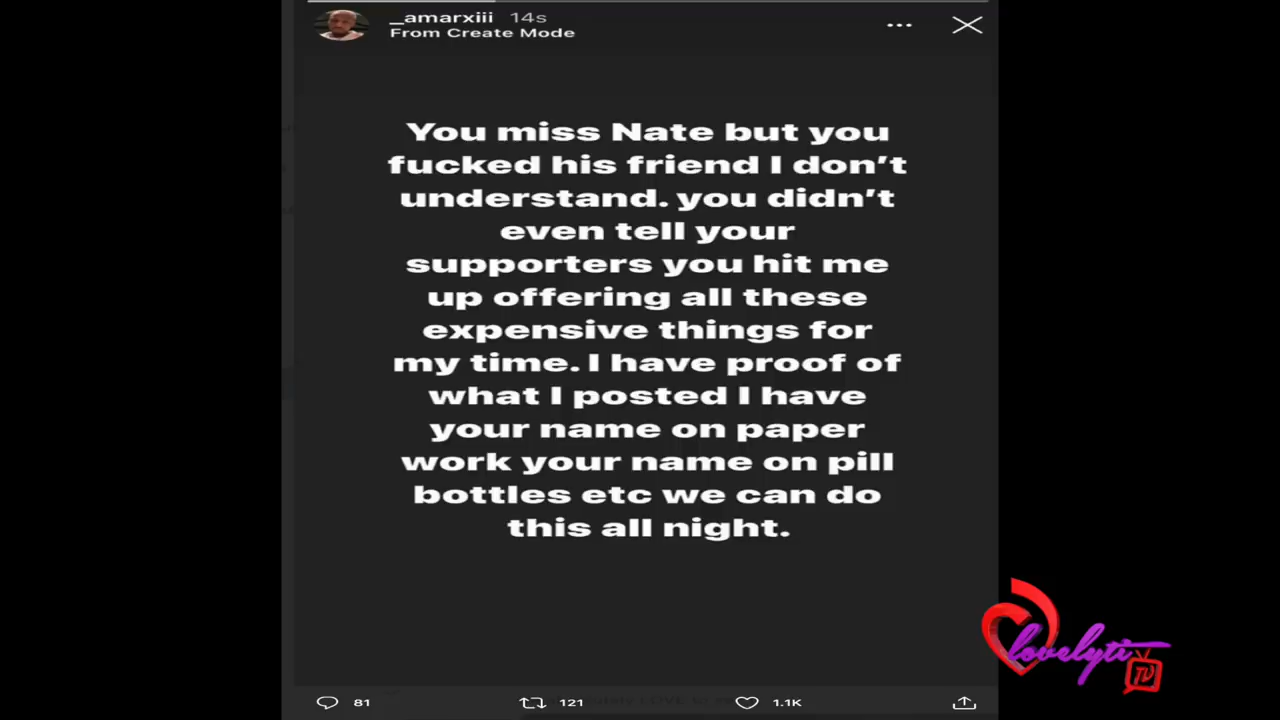 _amarxiii 14s
From Create Mode
You miss Nate but you
fucked his friend I don't
understand. you didn't
even tell your
supporters you hit me
up offering all these
expensive things for
my time. I have proof of
what I posted I have
your name on paper
work your name on pill
bottles etc we can do
this all night.
81 121 1.1K
lovelyti
TV